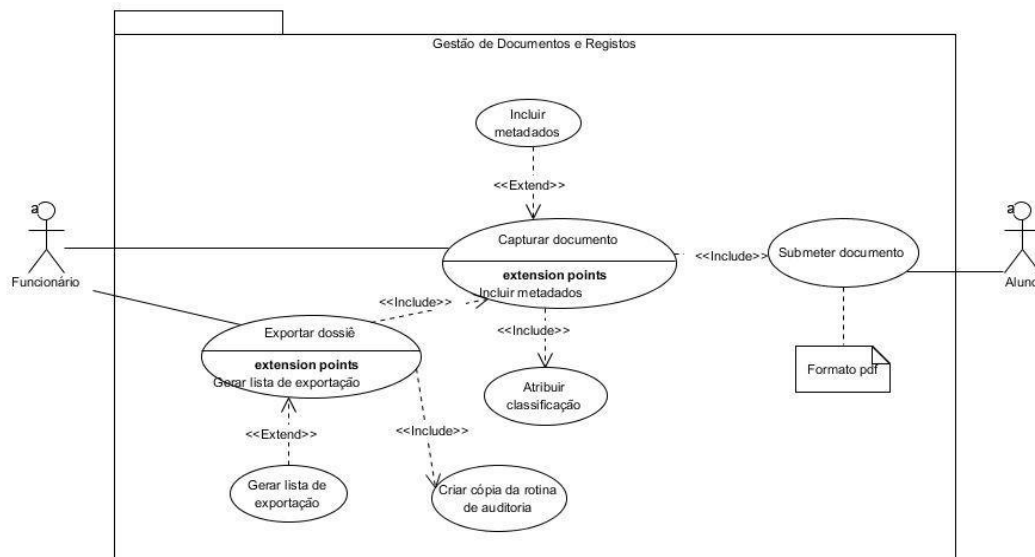 Gestão de Documentos e Registos
Incluir
metadados
<<Extend>>
a
Funcionário
Capturar documento
extension points
Incluir metadados
<<Include>>
Submeter documento
a
Aluno
<<Include>>
Exportar dossiê
extension points
Gerar lista de exportação
<<Include>>
Atribuir
classificação
Formato pdf
<<Extend>>
<<Include>>
Gerar lista de
exportação
Criar cópia da rotina
de auditoria